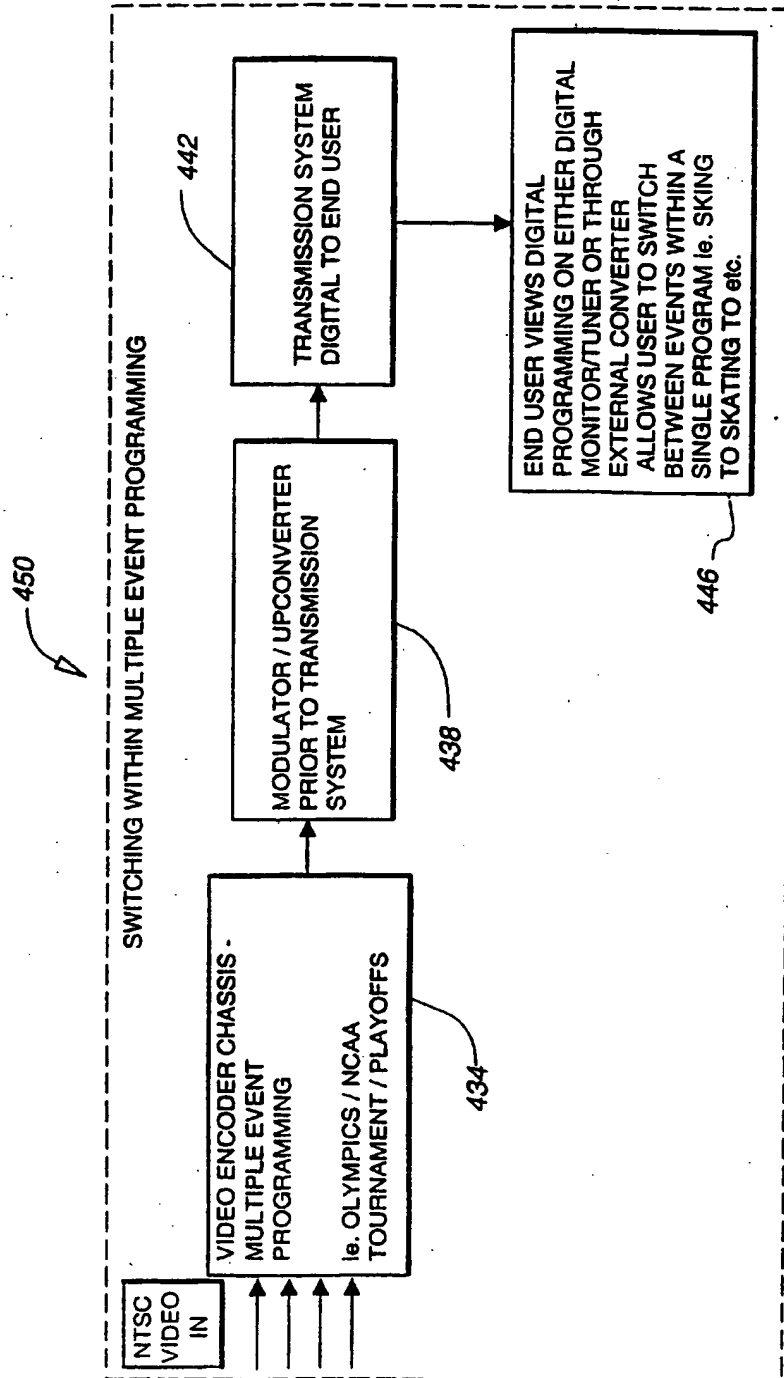 450
SWITCHING WITHIN MULTIPLE EVENT PROGRAMMING
NTSC
VIDEO
IN
VIDEO ENCODER CHASSIS -
MULTIPLE EVENT
PROGRAMMING
ie. OLYMPICS / NCAA
TOURNAMENT / PLAYOFFS
434
MODULATOR / UPCONVERTER
PRIOR TO TRANSMISSION
SYSTEM
438
TRANSMISSION SYSTEM
DIGITAL TO END USER
442
END USER VIEWS DIGITAL
PROGRAMMING ON EITHER DIGITAL
MONITOR/TUNER OR THROUGH
EXTERNAL CONVERTER
ALLOWS USER TO SWITCH
BETWEEN EVENTS WITHIN A
SINGLE PROGRAM ie. SKING
TO SKATING TO etc.
446